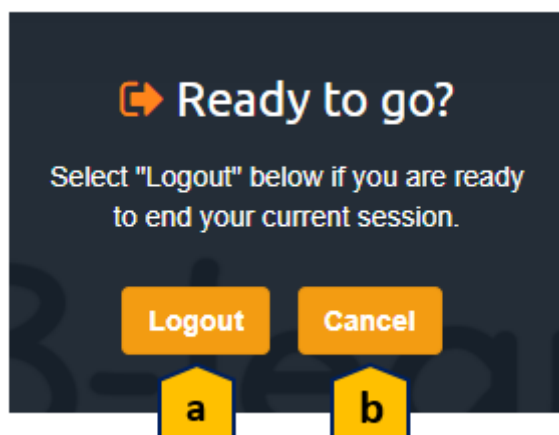 Ready to go?
Select "Logout" below if you are ready
to end your current session.
Logout Cancel
a b